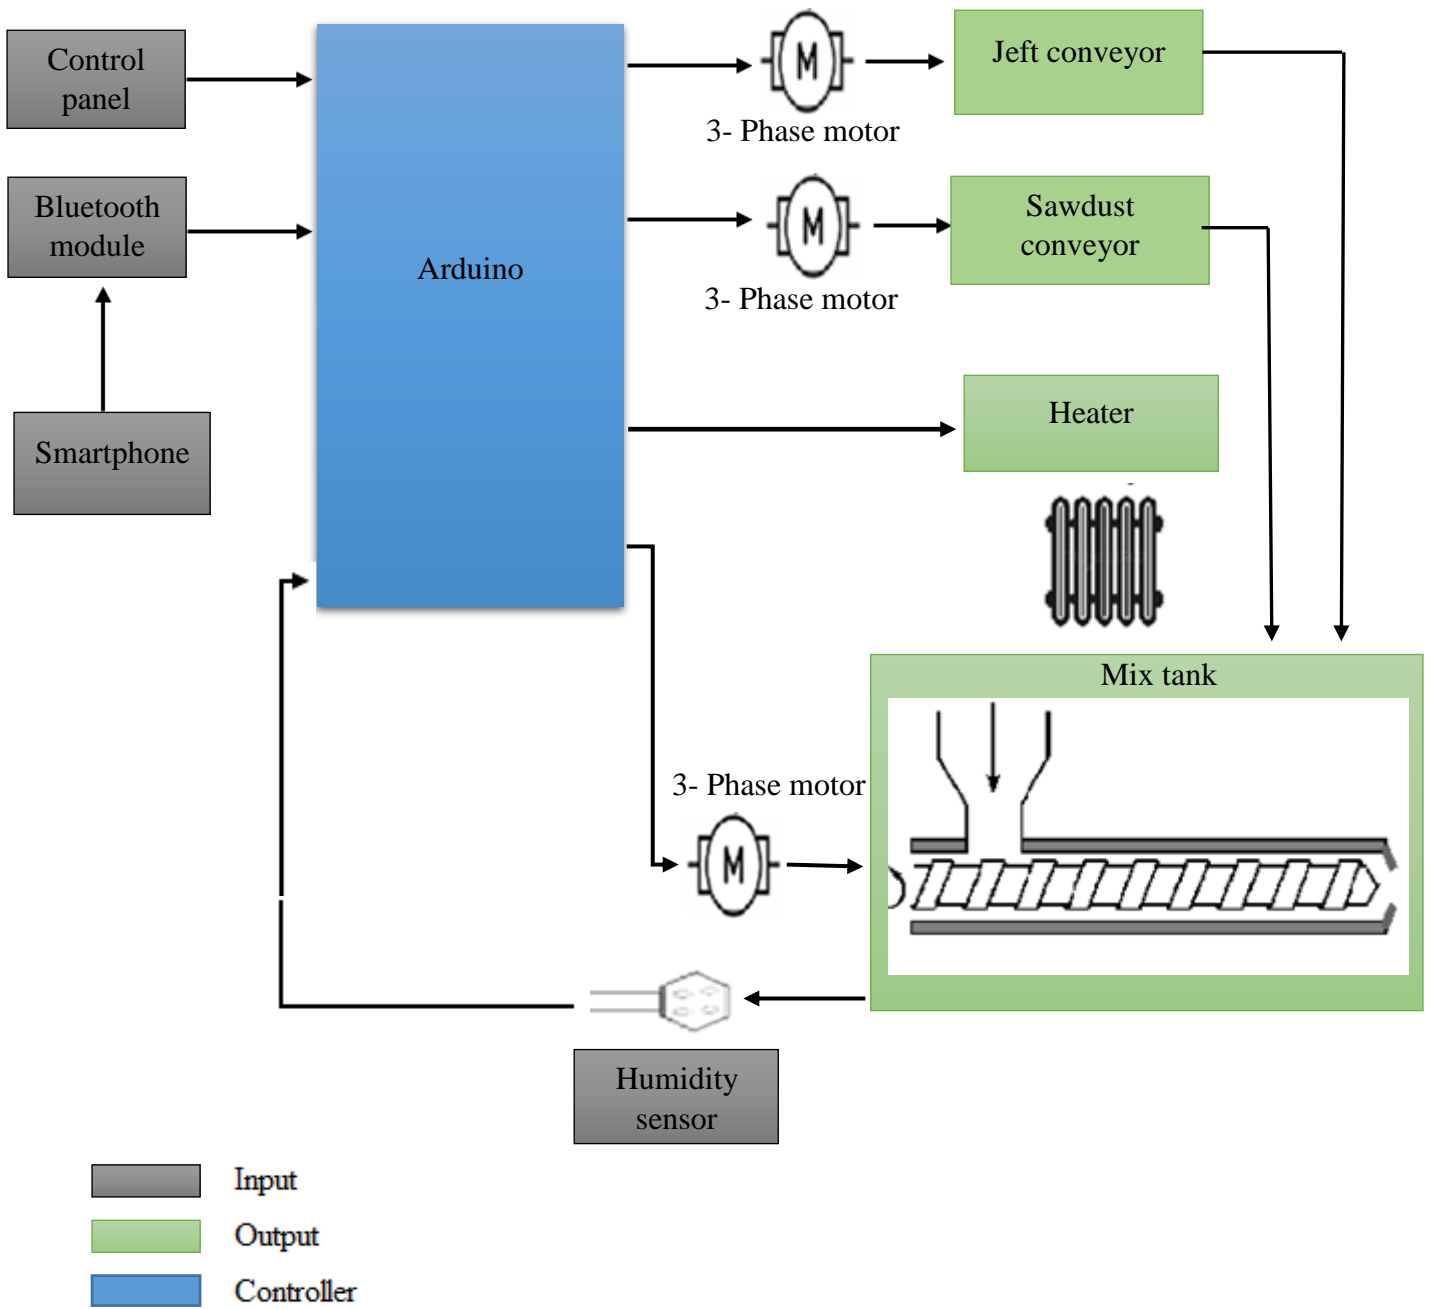 Control
panel
Bluetooth
module
Smartphone
Arduino
M
3- Phase motor
Jeft conveyor
M
3- Phase motor
Sawdust
conveyor
Heater
Mix tank
3- Phase motor
M
Humidity
sensor
Input
Output
Controller